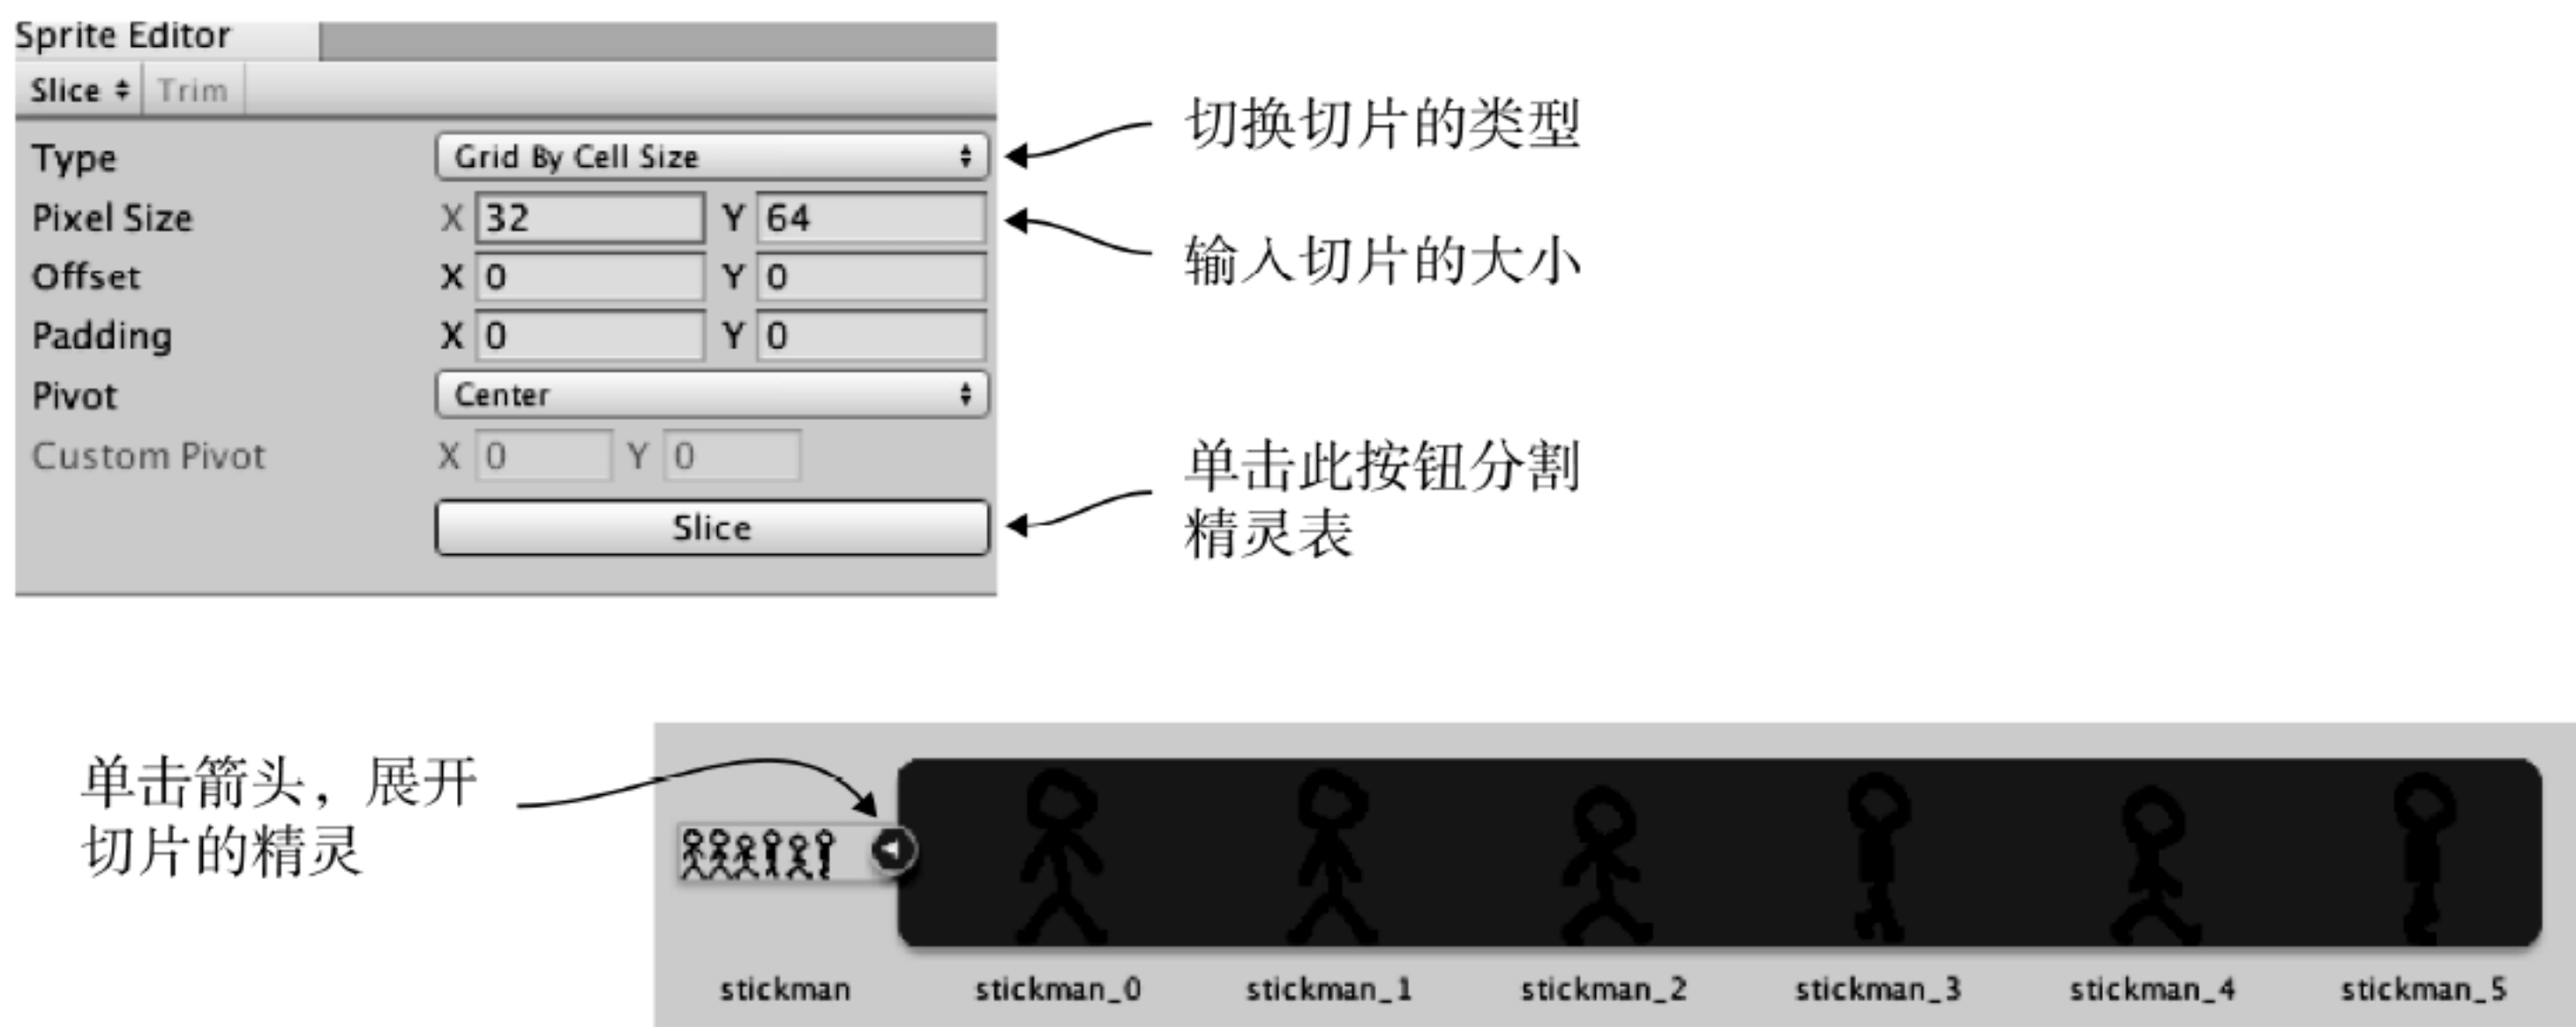 Sprite Editor
Slice Trim
Type Grid By Cell Size
切换切片的类型
Pixel Size X 32 Y 64
输入切片的大小
Offset X 0 Y 0
Padding X 0 Y 0
Pivot Center
Custom Pivot X 0 Y 0
单击此按钮分割
精灵表
Slice
单击箭头，展开
切片的精灵
stickman stickman_0 stickman_1 stickman_2 stickman_3 stickman_4 stickman_5